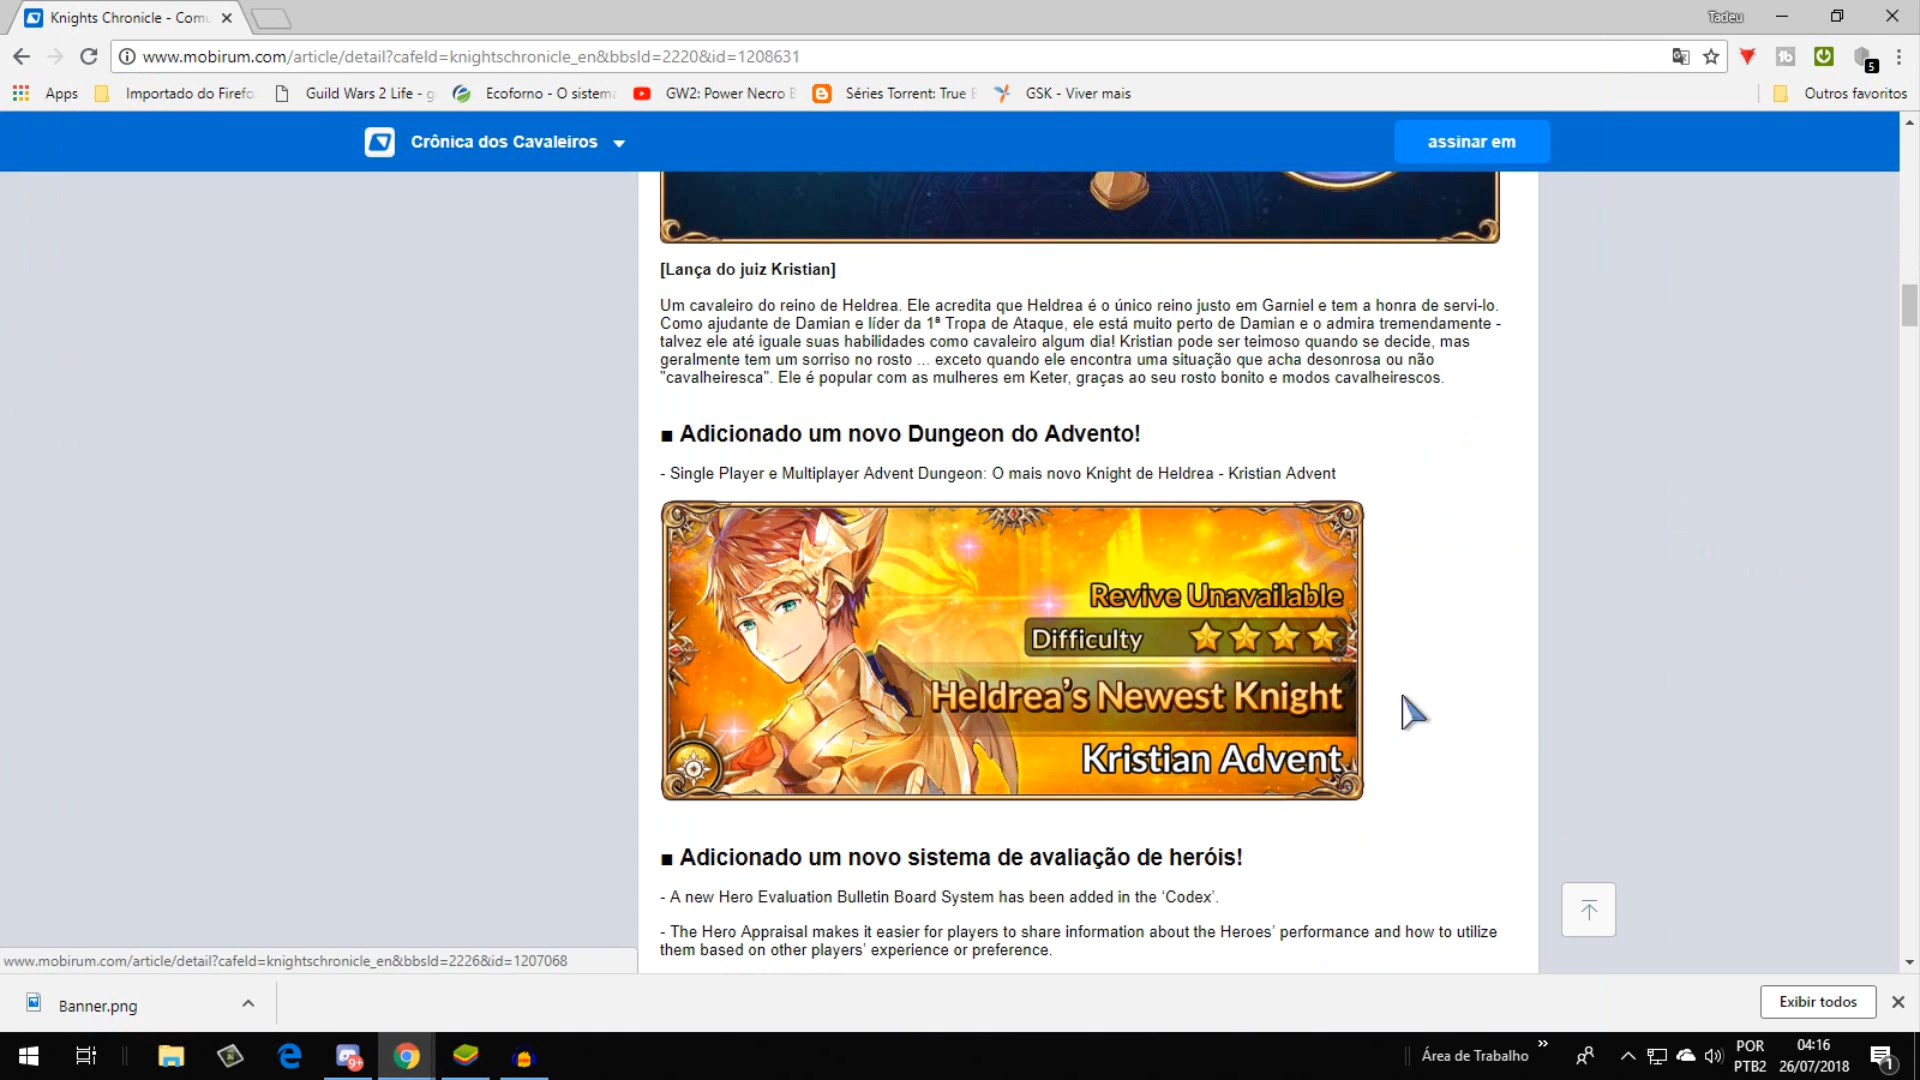 Knights Chronicle - Comu
Tadeu
www.mobirum.com/article/detail?cafeId=knightschronicle_en&bbsId=2220&id=1208631
Apps
Importado do Firefo
Guild Wars 2 Life - g
Ecoforno - O sistema
GW2: Power Necro B
Séries Torrent: True
GSK - Viver mais
Outros favoritos
Crônica dos Cavaleiros
assinar em
[Lança do juiz Kristian]
Um cavaleiro do reino de Heldrea. Ele acredita que Heldrea é o único reino justo em Garniel e tem a honra de servi-lo.
Como ajudante de Damian e líder da 1ª Tropa de Ataque, ele está muito perto de Damian e o admira tremendamente -
talvez ele até iguale suas habilidades como cavaleiro algum dia! Kristian pode ser teimoso quando se decide, mas
geralmente tem um sorriso no rosto ... exceto quando ele encontra uma situação que acha desonrosa ou não
"cavalheiresca". Ele é popular com as mulheres em Keter, graças ao seu rosto bonito e modos cavalheirescos.
■ Adicionado um novo Dungeon do Advento!
- Single Player e Multiplayer Advent Dungeon: O mais novo Knight de Heldrea - Kristian Advent
Revive Unavailable
Difficulty
Heldrea's Newest Knight
Kristian Advent
■ Adicionado um novo sistema de avaliação de heróis!
- A new Hero Evaluation Bulletin Board System has been added in the ‘Codex’.
- The Hero Appraisal makes it easier for players to share information about the Heroes’ performance and how to utilize
them based on other players’ experience or preference.
www.mobirum.com/article/detail?cafeId=knightschronicle_en&bbsId=2226&id=1207068
Banner.png
Exibir todos
Área de Trabalho
POR
PTB2
04:16
26/07/2018